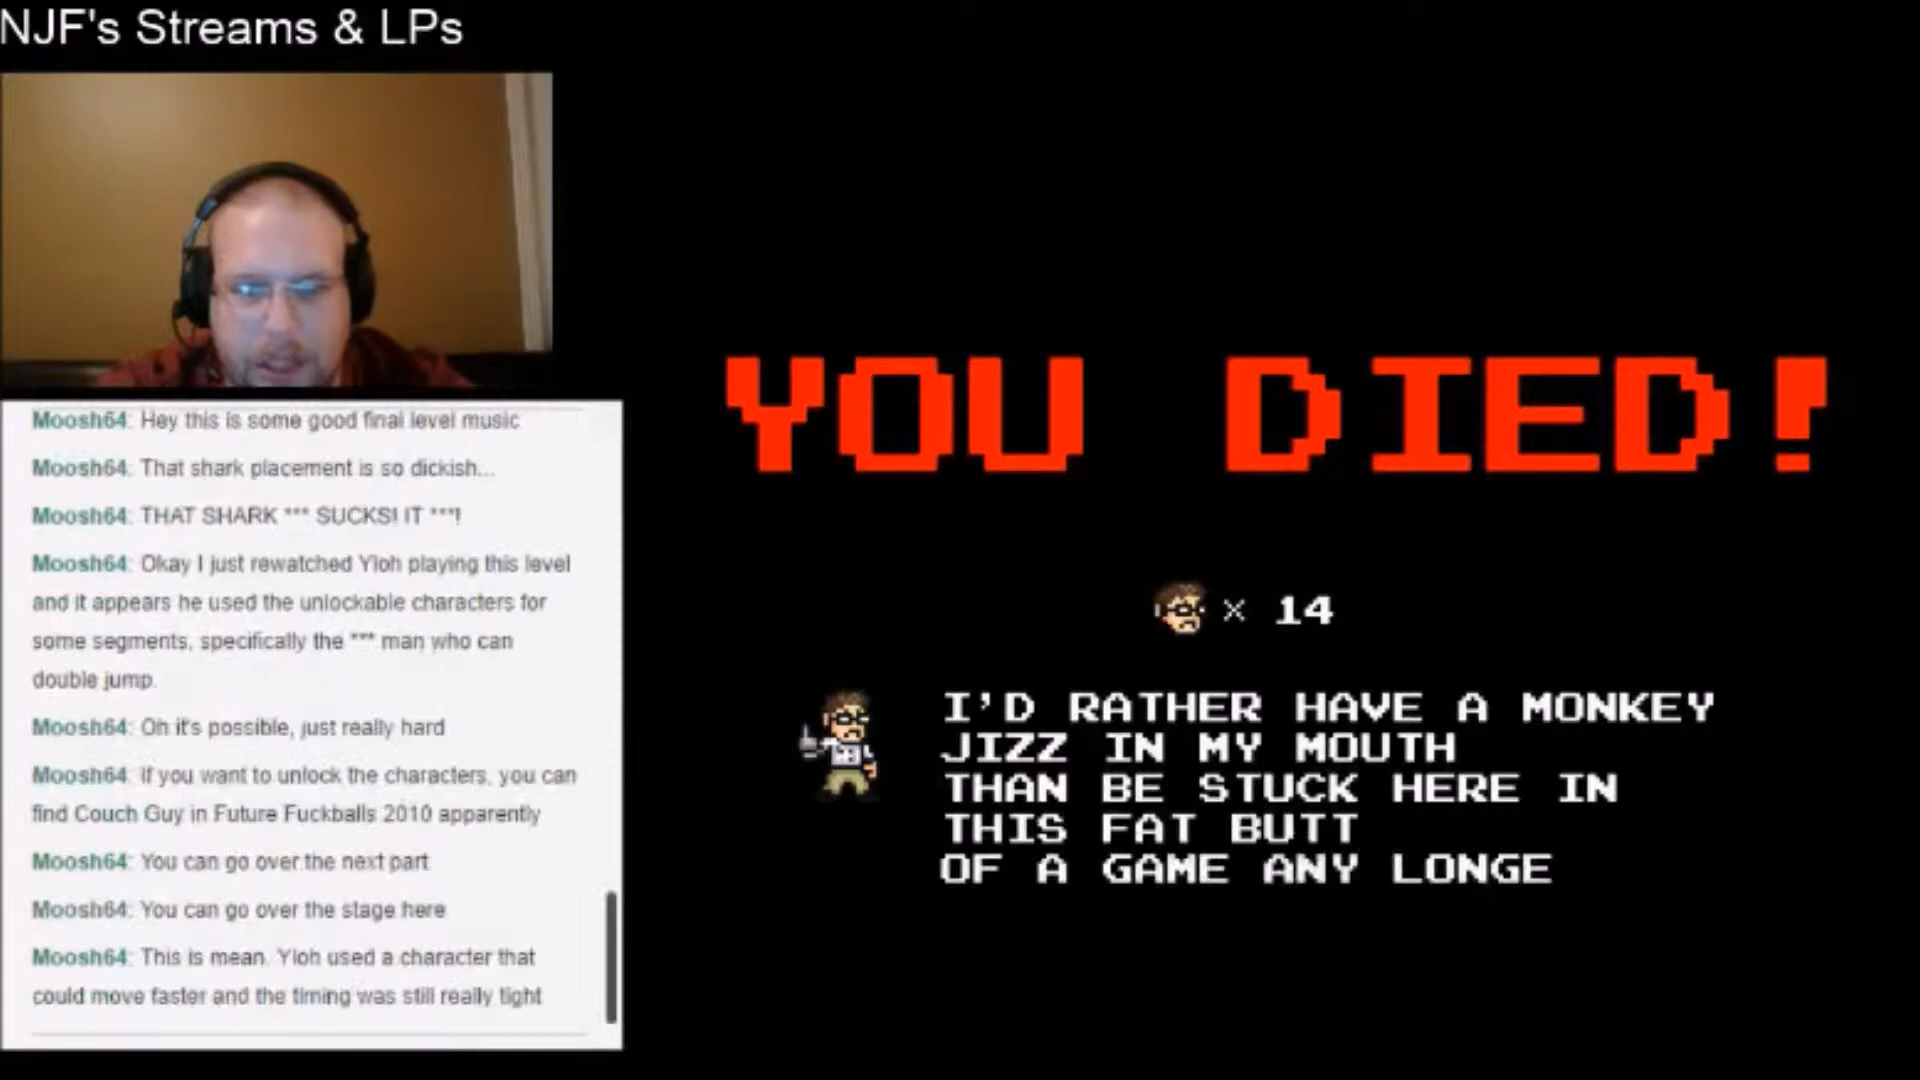 NJF's Streams & LPs
Moosh64: Hey this is some good final level music
Moosh64: That shark placement is so dickish...
Moosh64: THAT SHARK *** SUCKS! IT ***!
Moosh64: Okay I just rewatched Yloh playing this level
and it appears he used the unlockable characters for
some segments, specifically the *** man who can
double jump.
Moosh64: Oh it's possible, just really hard
Moosh64: If you want to unlock the characters, you can
find Couch Guy in Future Fuckballs 2010 apparently
Moosh64: You can go over the next part
Moosh64: You can go over the stage here
Moosh64: This is mean. Yloh used a character that
could move faster and the timing was still really tight
YOU DIED!
× 14
I'D RATHER HAVE A MONKEY
JIZZ IN MY MOUTH
THAN BE STUCK HERE IN
THIS FAT BUTT
OF A GAME ANY LONGE